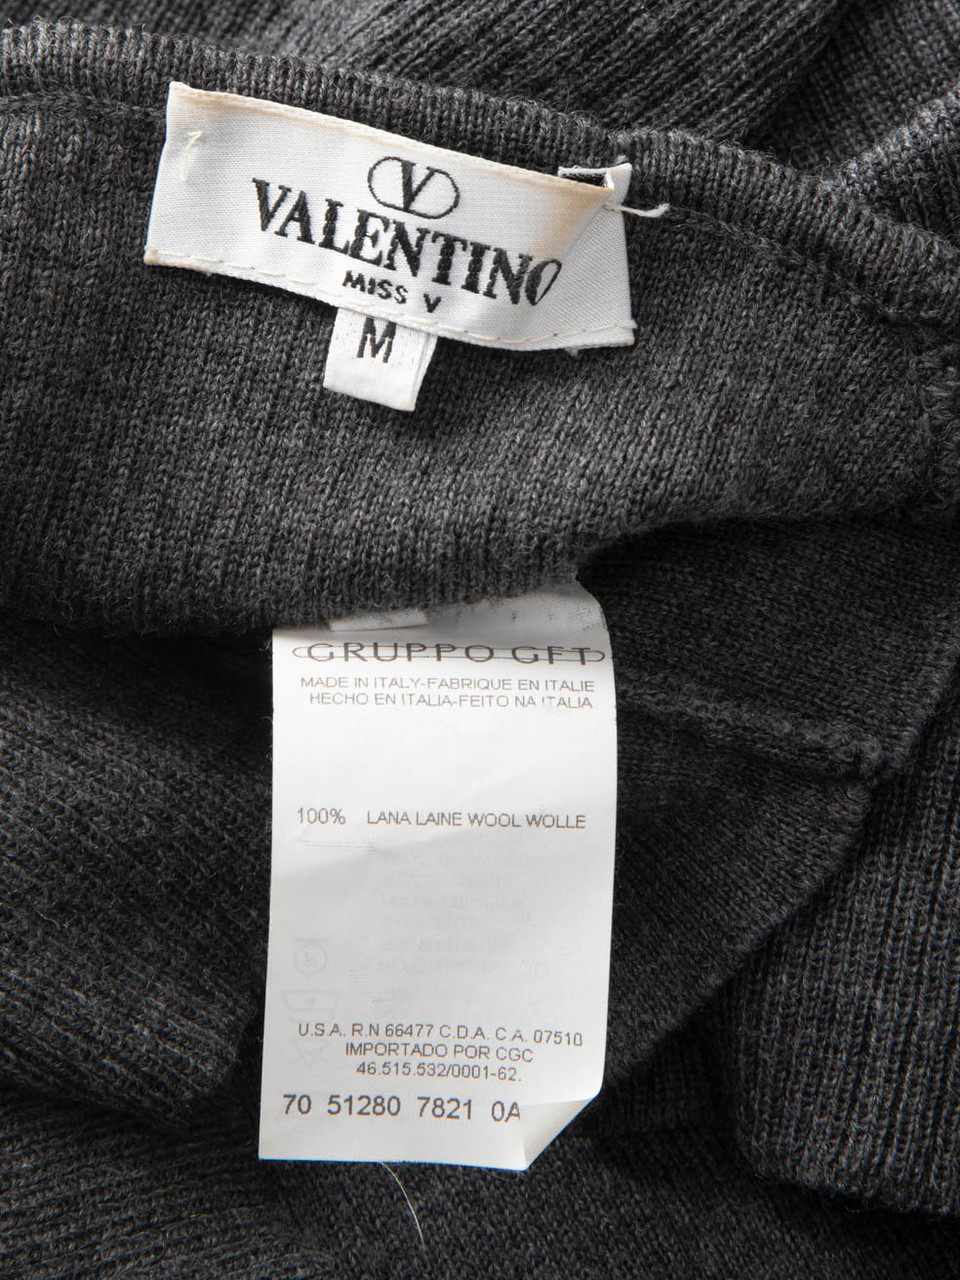 V
VALENTINO
MISS V
M
GRUPPO GFT
MADE IN ITALY-FABRIQUE EN ITALIE
HECHO EN ITALIA-FEITO NA ITALIA
100% LANA LAINE WOOL WOLLE
U.S.A. R.N 66477 C.D.A. C.A. 07510
IMPORTADO POR CGC
46.515.532/0001-62.
70 51280 7821 0A